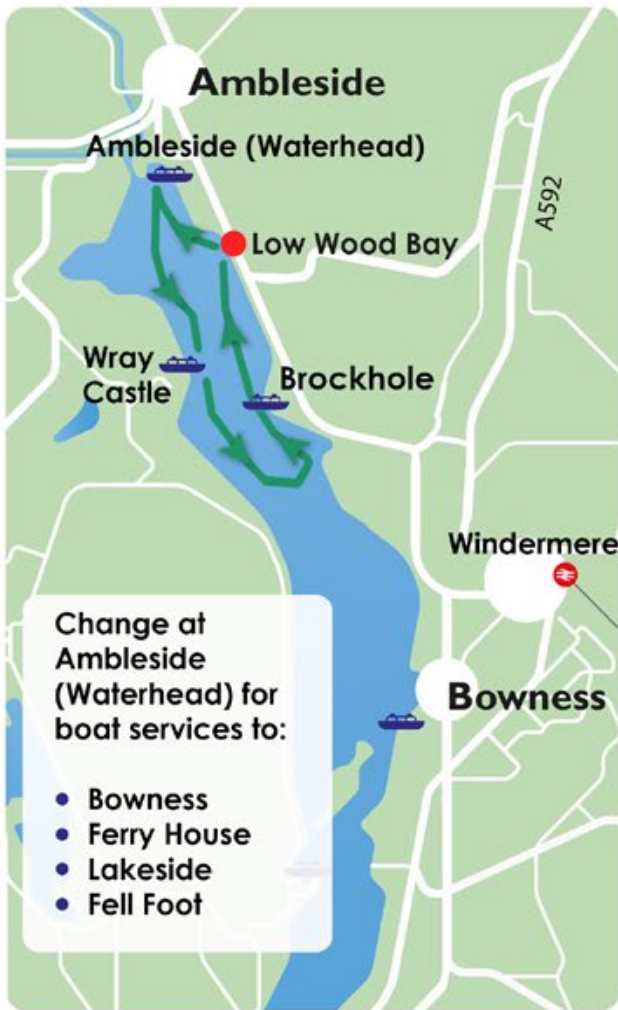 Ambleside
Ambleside (Waterhead)
A592
Low Wood Bay
Wray
Castle
Brockhole
Windermere
Bowness
Change at
Ambleside
(Waterhead) for
boat services to:
• Bowness
• Ferry House
• Lakeside
• Fell Foot